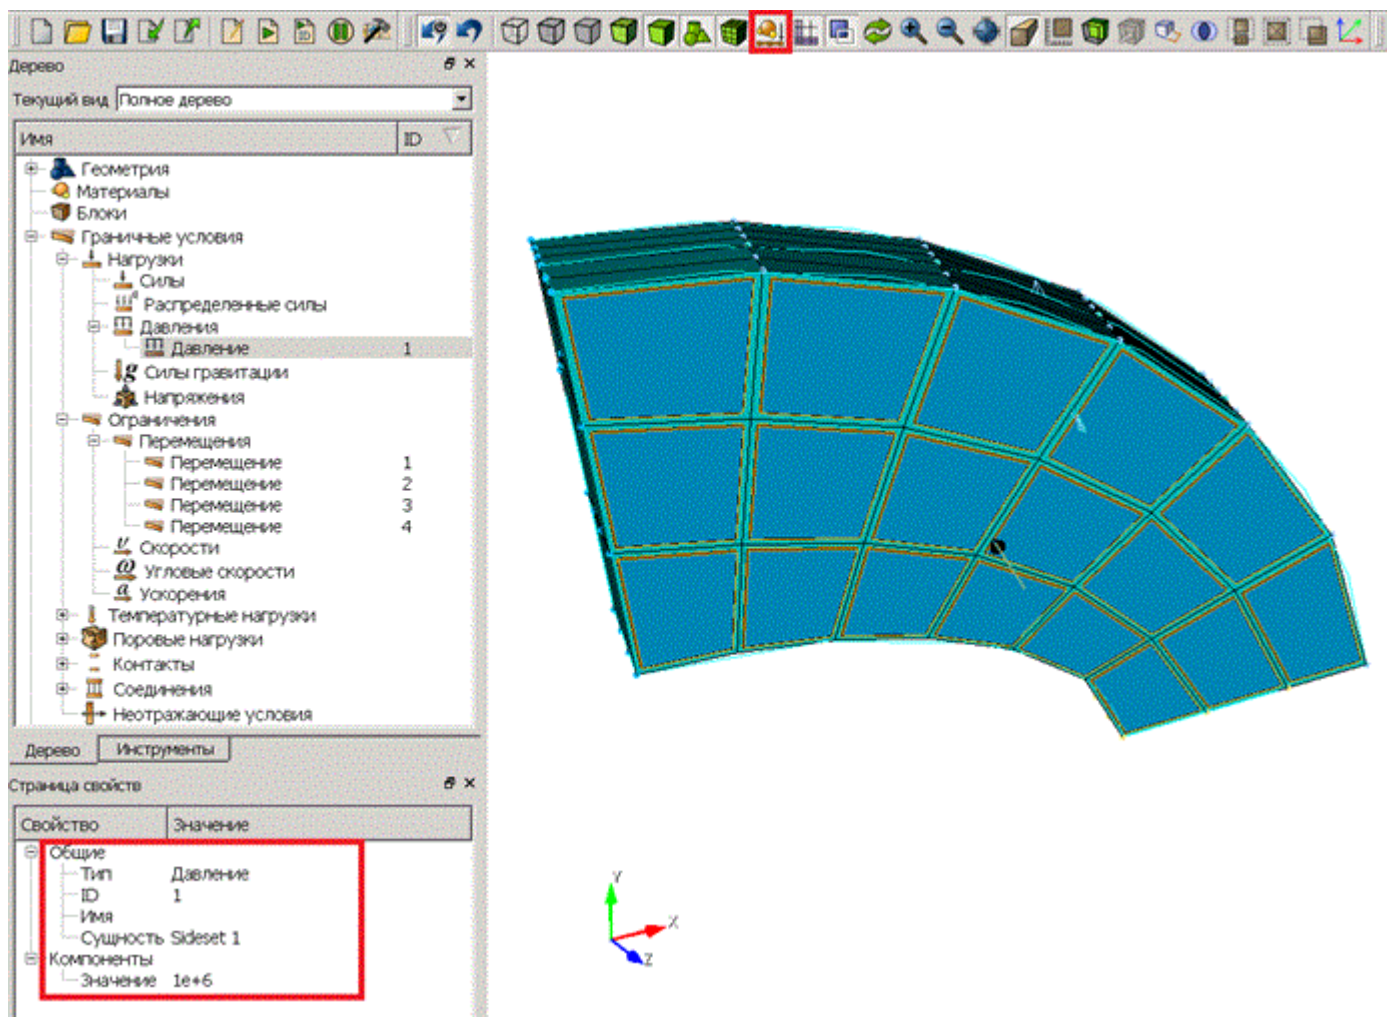 Дерево
Текущий вид Полное дерево
Имя ID
Геометрия
Материалы
Блоки
Граничные условия
Нагрузки
Силы
Распределенные силы
Давления
Давление 1
g Силы гравитации
Напряжения
Ограничения
Перемещения
Перемещение 1
Перемещение 2
Перемещение 3
Перемещение 4
v Скорости
ω Угловые скорости
a Ускорения
Температурные нагрузки
Поровые нагрузки
Контакты
Соединения
Неотражающие условия
Дерево Инструменты
Страница свойств
Свойство Значение
Общие
Тип Давление
ID 1
Имя
Сущность Sideset 1
Компоненты
Значение 1e+6
Y
X
Z